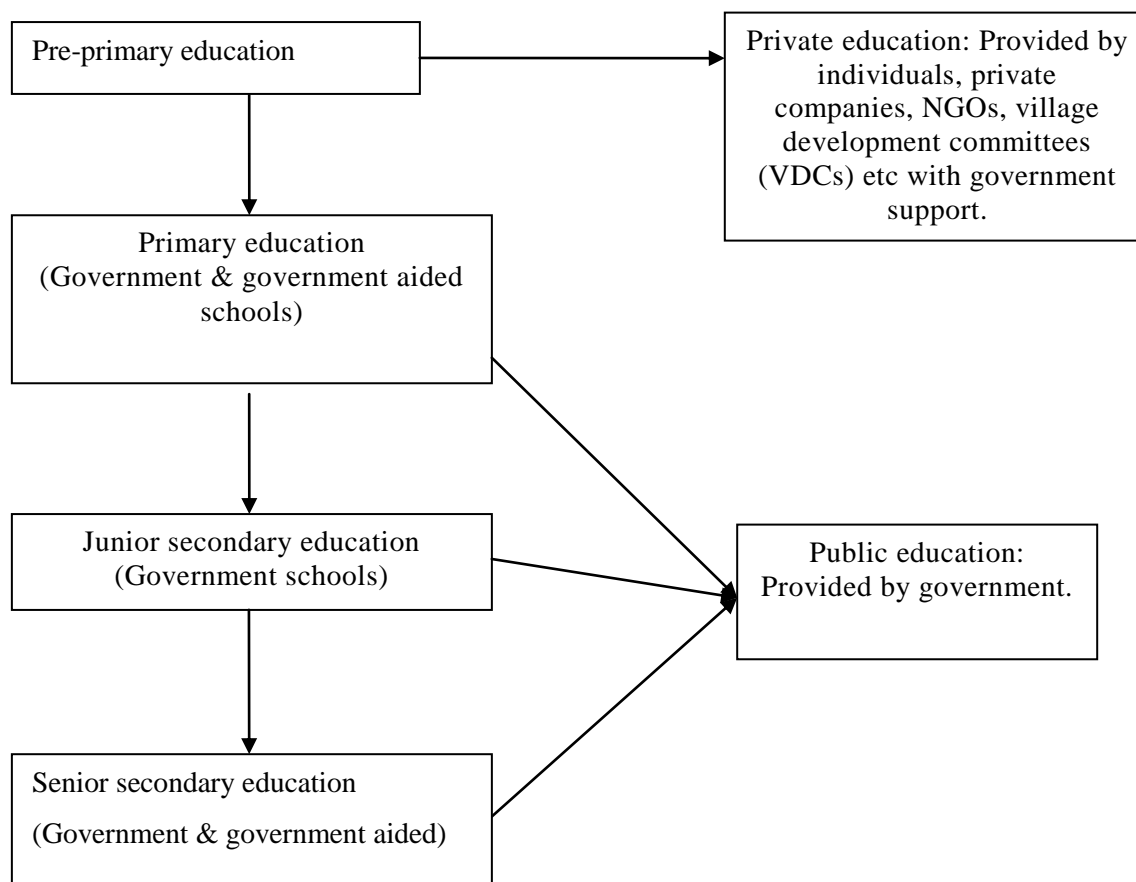 Pre-primary education
Private education: Provided by
individuals, private
companies, NGOs, village
development committees
(VDCs) etc with government
support.
Primary education
(Government & government aided
schools)
Junior secondary education
(Government schools)
Public education:
Provided by government.
Senior secondary education
(Government & government aided)